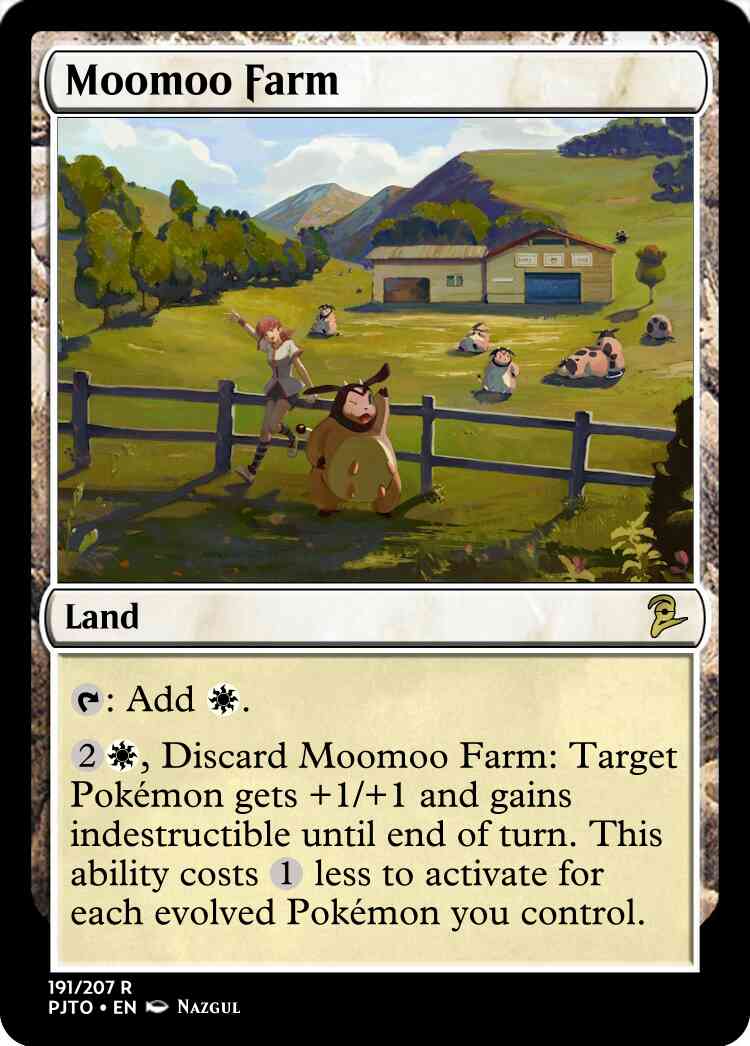 Moomoo Farm
Land
: Add .
2 , Discard Moomoo Farm: Target
Pokémon gets +1/+1 and gains
indestructible until end of turn. This
ability costs 1 less to activate for
each evolved Pokémon you control.
191/207 R
PJTO • EN Nazgul